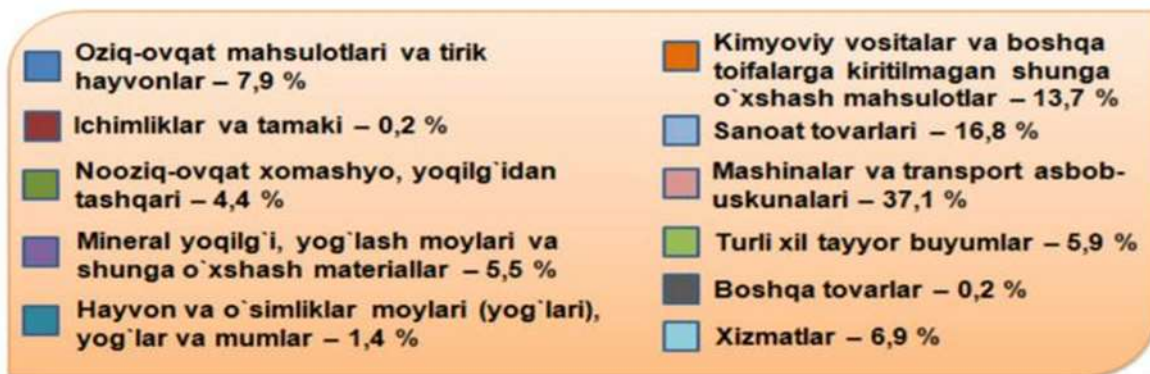 Oziq-ovqat mahsulotlari va tirik
hayvonlar – 7,9 %
Ichimliklar va tamaki – 0,2 %
Nooziq-ovqat xomashyo, yoqilg`idan
tashqari – 4,4 %
Mineral yoqilg`i, yog`lash moylari va
shunga o`xshash materiallar – 5,5 %
Hayvon va o`simliklar moylari (yog`lari),
yog`lar va mumlar – 1,4 %
Kimyoviy vositalar va boshqa
toifalarga kiritilmagan shunga
o`xshash mahsulotlar – 13,7 %
Sanoat tovarlari – 16,8 %
Mashinalar va transport asbob-
uskunalari – 37,1 %
Turli xil tayyor buyumlar – 5,9 %
Boshqa tovarlar – 0,2 %
Xizmatlar – 6,9 %